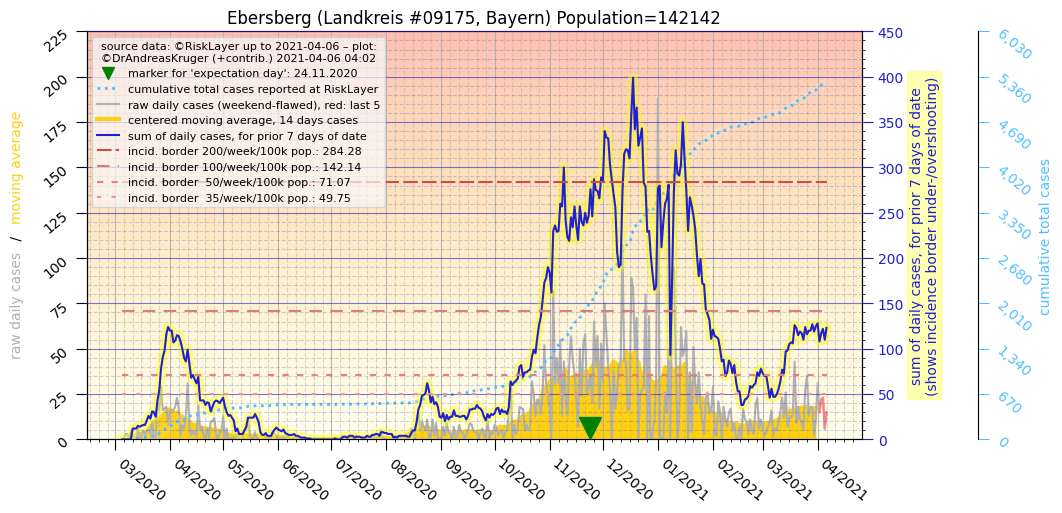 Ebersberg (Landkreis #09175, Bayern) Population=142142
source data: ©RiskLayer up to 2021-04-06 – plot:
©DrAndreasKruger (+contrib.) 2021-04-06 04:02
marker for 'expectation day': 24.11.2020
cumulative total cases reported at RiskLayer
raw daily cases (weekend-flawed), red: last 5
centered moving average, 14 days cases
sum of daily cases, for prior 7 days of date
incid. border 200/week/100k pop.: 284.28
incid. border 100/week/100k pop.: 142.14
incid. border  50/week/100k pop.: 71.07
incid. border  35/week/100k pop.: 49.75
raw daily cases  /  moving average
225
200
175
150
125
100
75
50
25
0
03/2020
04/2020
05/2020
06/2020
07/2020
08/2020
09/2020
10/2020
11/2020
12/2020
01/2021
02/2021
03/2021
04/2021
450
400
350
300
250
200
150
100
50
0
sum of daily cases, for prior 7 days of date
(shows incidence border under-/overshooting)
6,030
5,360
4,690
4,020
3,350
2,680
2,010
1,340
670
0
cumulative total cases